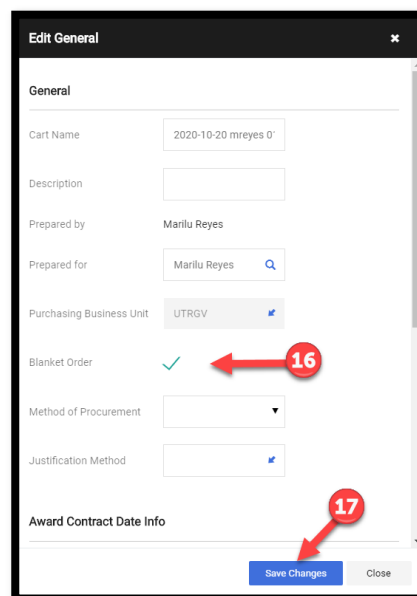 Edit General ×
General
Cart Name 2020-10-20 mreyes 0
Description
Prepared by Marilu Reyes
Prepared for Marilu Reyes
Purchasing Business Unit UTRGV
Blanket Order 16
Method of Procurement
Justification Method
17
Award Contract Date Info
Save Changes Close